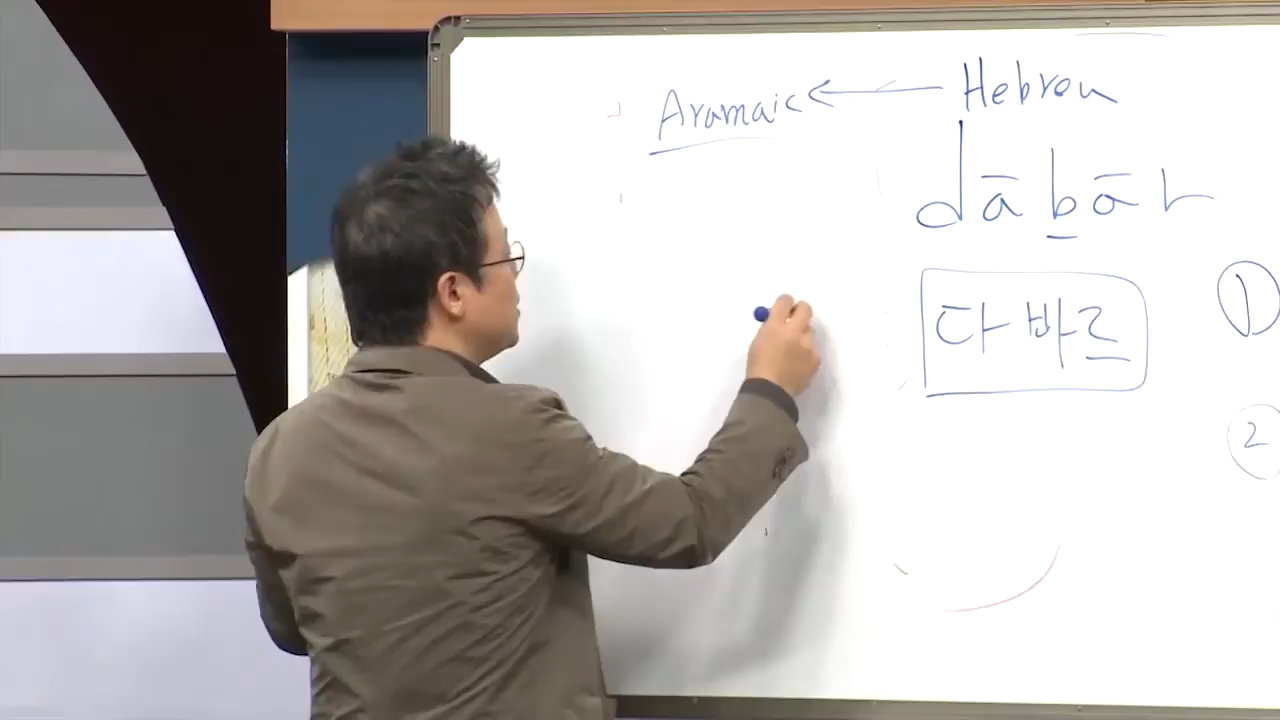 Aramaic ← Hebrew
dābār
다바르 ①
②